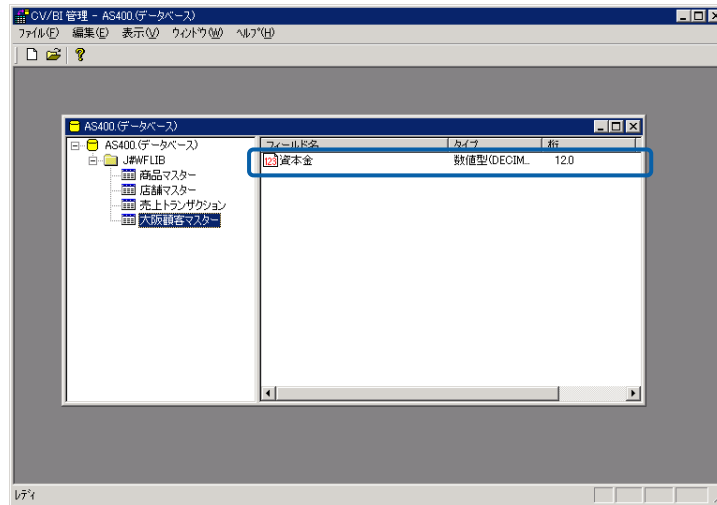 CV/BI 管理 - AS400.(データベース)
ファイル(F) 編集(E) 表示(V) ウィンドウ(W) ヘルプ(H)
AS400.(データベース)
AS400.(データベース)
J#WFLIB
商品マスター
店舗マスター
売上トランザクション
大阪顧客マスター
フィールド名 タイプ 桁
123 資本金 数値型(DECIM... 12.0
レディ